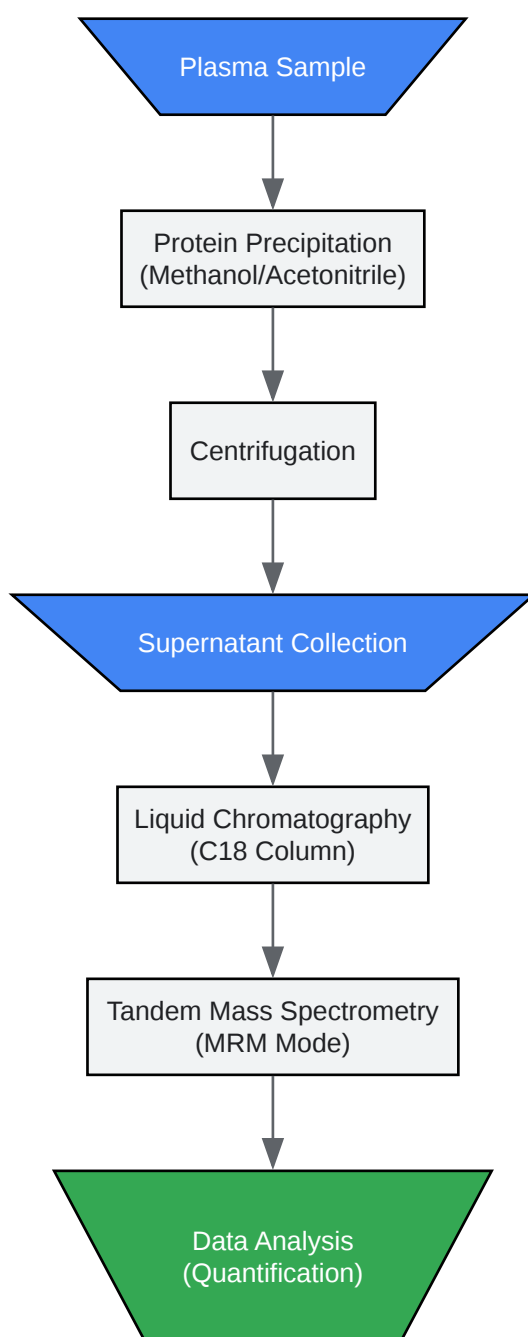 Plasma Sample
Protein Precipitation
(Methanol/Acetonitrile)
Centrifugation
Supernatant Collection
Liquid Chromatography
(C18 Column)
Tandem Mass Spectrometry
(MRM Mode)
Data Analysis
(Quantification)